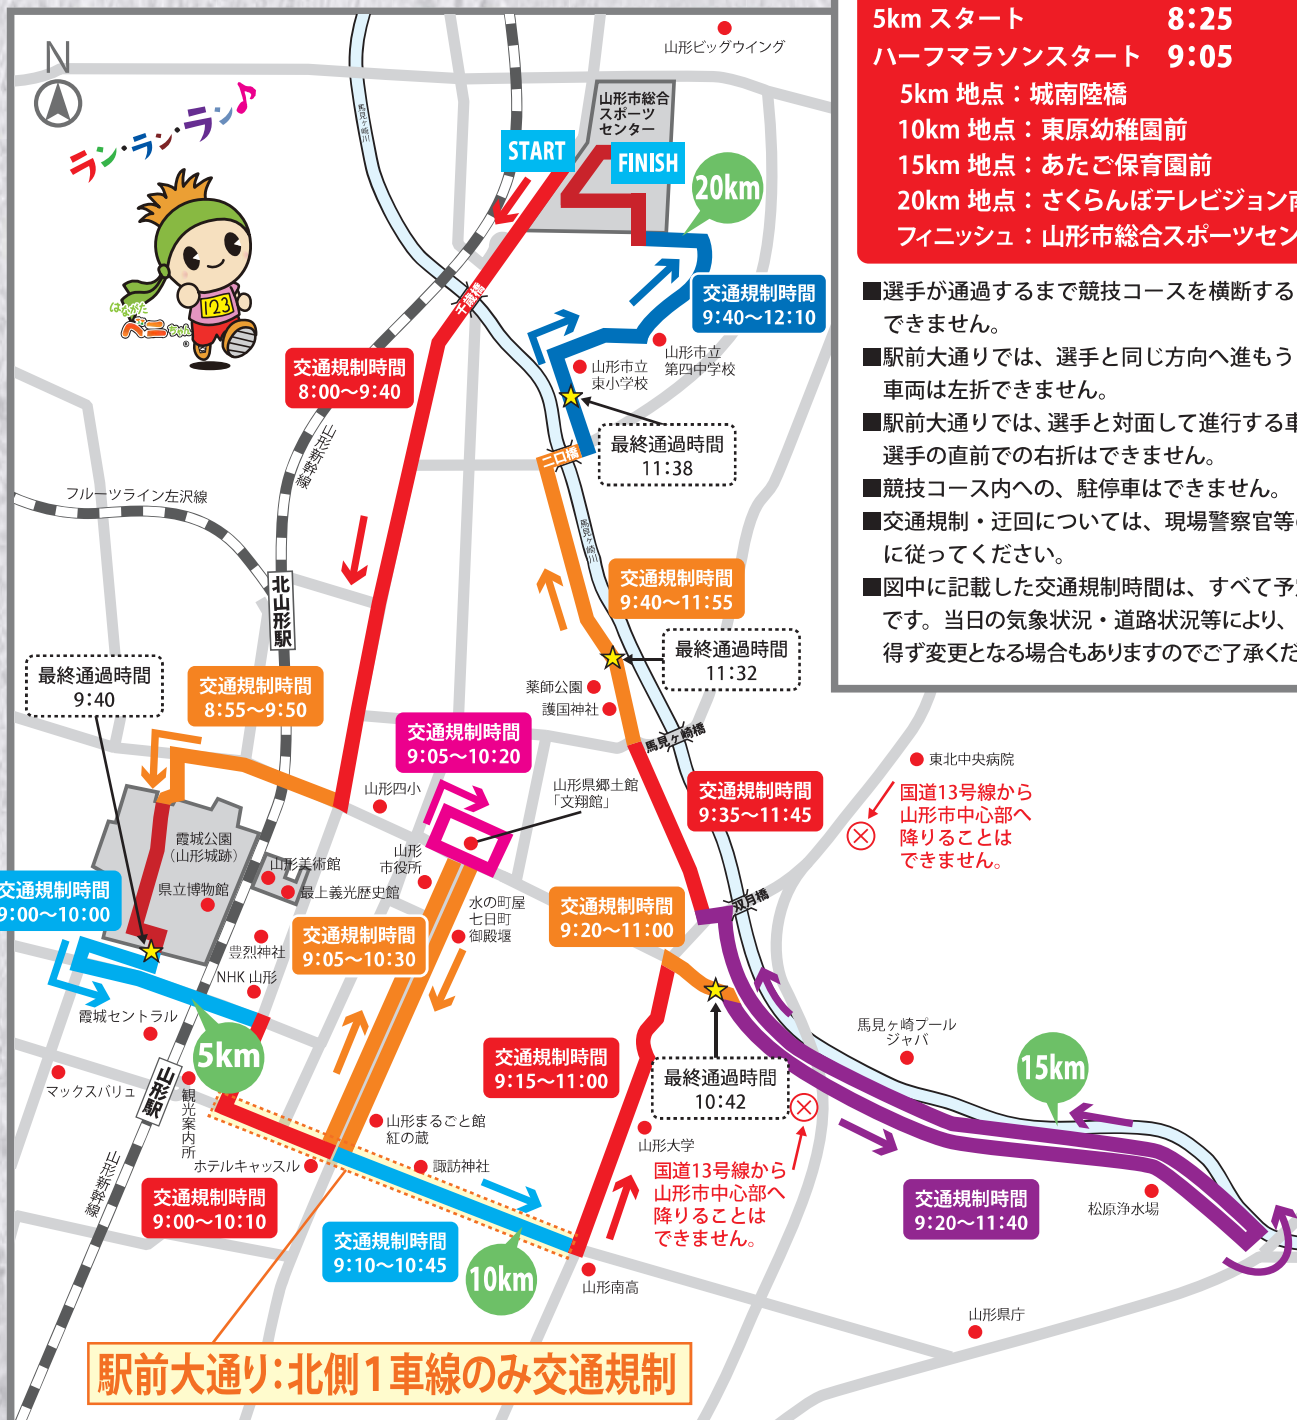 N
ラン・ラン・ラン♪
はながた
ベニちゃん
®
123
5km スタート 8:25
ハーフマラソンスタート 9:05
5km 地点：城南陸橋
10km 地点：東原幼稚園前
15km 地点：あたご保育園前
20km 地点：さくらんぼテレビジョン
フィニッシュ：山形市総合スポーツセン
■選手が通過するまで競技コースを横断する
できません。
■駅前大通りでは、選手と同じ方向へ進もう
車両は左折できません。
■駅前大通りでは、選手と対面して進行する
選手の直前での右折はできません。
■競技コース内への、駐停車はできません。
■交通規制・迂回については、現場警察官等
に従ってください。
■図中に記載した交通規制時間は、すべて予
です。当日の気象状況・道路状況等により、
得ず変更となる場合もありますのでご了承くだ
山形ビッグウイング
馬見ヶ崎川
山形市総合
スポーツ
センター
START
FINISH
20km
千歳橋
交通規制時間
9:40〜12:10
山形市立
第四中学校
山形市立
東小学校
交通規制時間
8:00〜9:40
最終通過時間
11:38
二口橋
山形新幹線
フルーツライン左沢線
馬見ヶ崎川
北山形駅
交通規制時間
9:40〜11:55
最終通過時間
11:32
最終通過時間
9:40
交通規制時間
8:55〜9:50
薬師公園
護国神社
交通規制時間
9:05〜10:20
馬見ヶ崎橋
東北中央病院
国道13号線から
山形市中心部へ
降りることは
できません。
山形四小
山形県郷土館
「文翔館」
交通規制時間
9:35〜11:45
霞城公園
（山形城跡）
山形美術館
山形
市役所
最上義光歴史館
県立博物館
交通規制時間
9:00〜10:00
水の町屋
七日町
御殿堰
交通規制時間
9:20〜11:00
双月橋
交通規制時間
9:05〜10:30
豊烈神社
NHK 山形
霞城セントラル
5km
マックスバリュ
山形駅
観光案内所
交通規制時間
9:15〜11:00
最終通過時間
10:42
馬見ヶ崎プール
ジャバ
15km
山形まるごと館
紅の蔵
山形大学
ホテルキャッスル
諏訪神社
国道13号線から
山形市中心部へ
降りることは
できません。
山形新幹線
交通規制時間
9:00〜10:10
交通規制時間
9:20〜11:40
松原浄水場
交通規制時間
9:10〜10:45
10km
山形南高
山形県庁
駅前大通り：北側1車線のみ交通規制